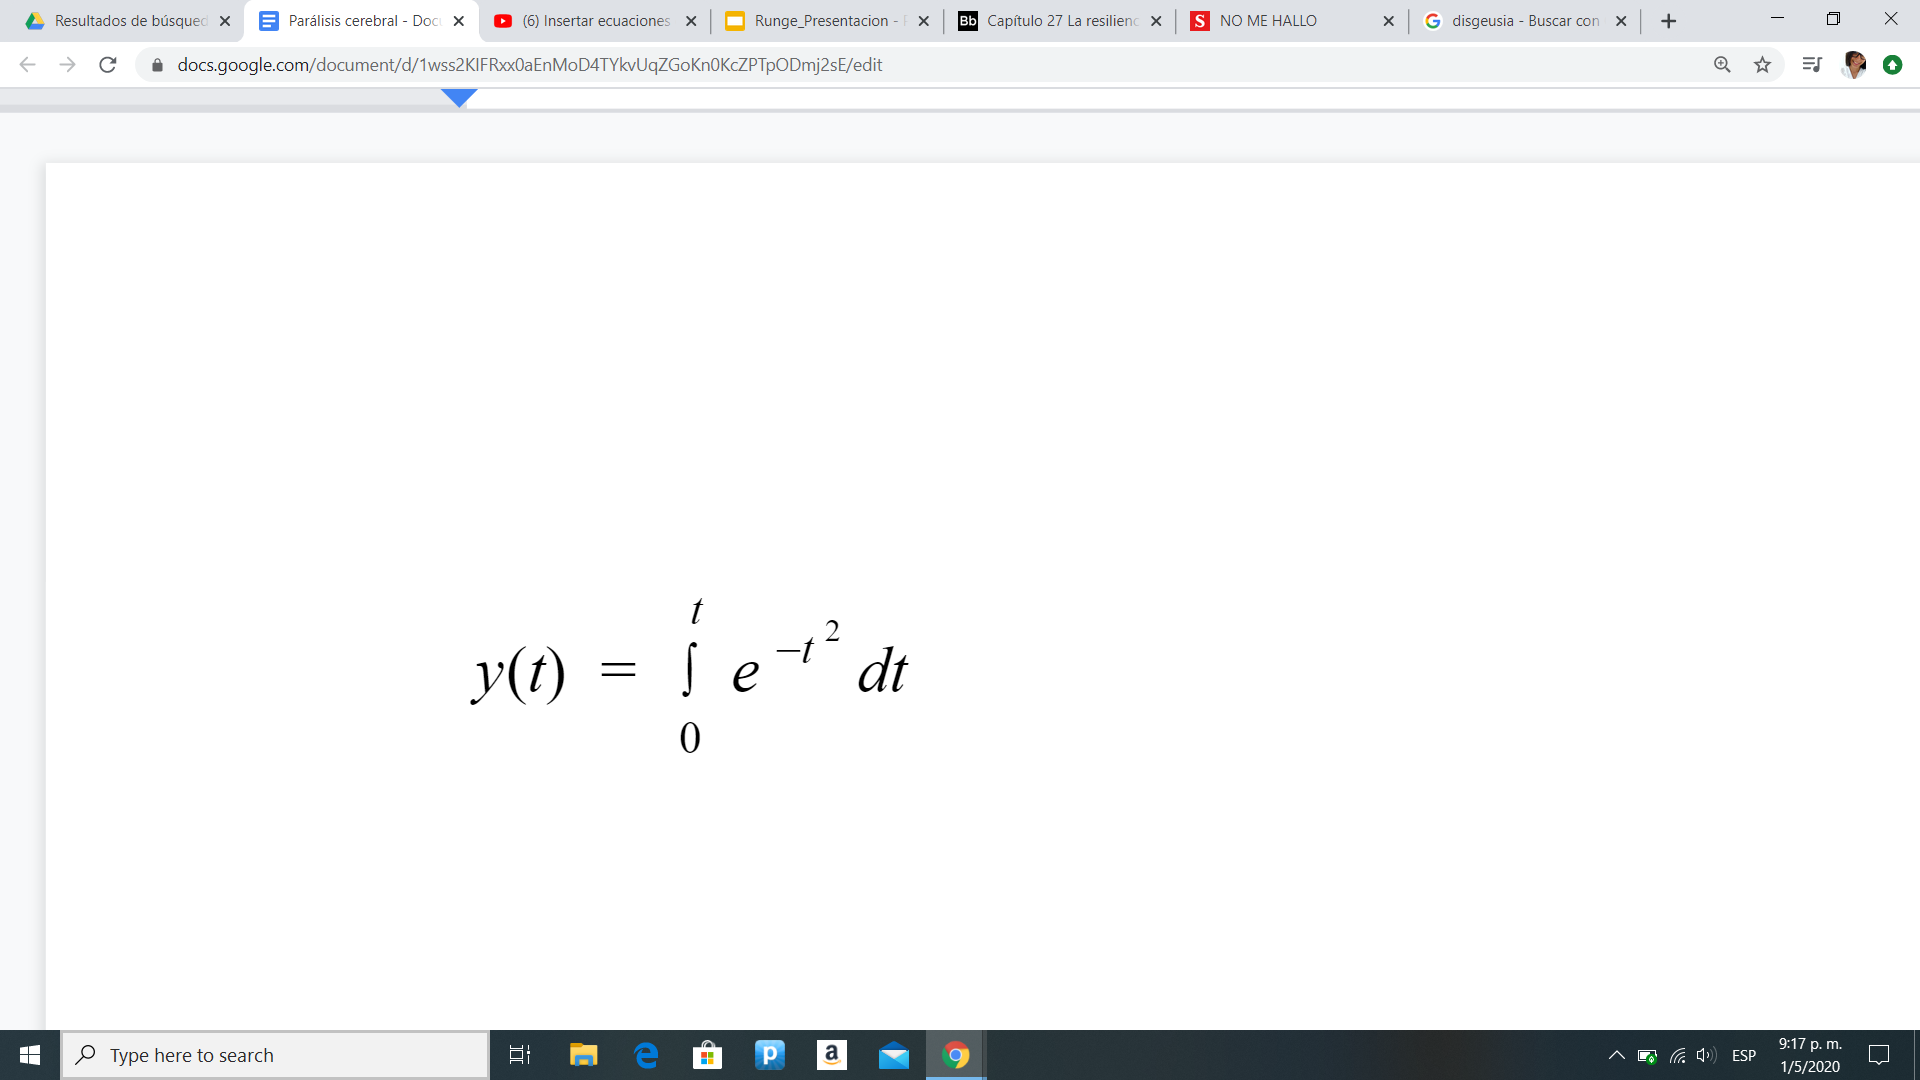 Resultados de búsqued
Parálisis cerebral - Doc
(6) Insertar ecuaciones
Runge_Presentacion -
Bb Capítulo 27 La resilienc
S NO ME HALLO
disgeusia - Buscar con
docs.google.com/document/d/1wss2KIFRxx0aEnMoD4TYkvUqZGoKn0KcZPTpODmj2sE/edit
y(t) = ∫₀ᵗ e^(−t²) dt
Type here to search
ESP
9:17 p. m.
1/5/2020